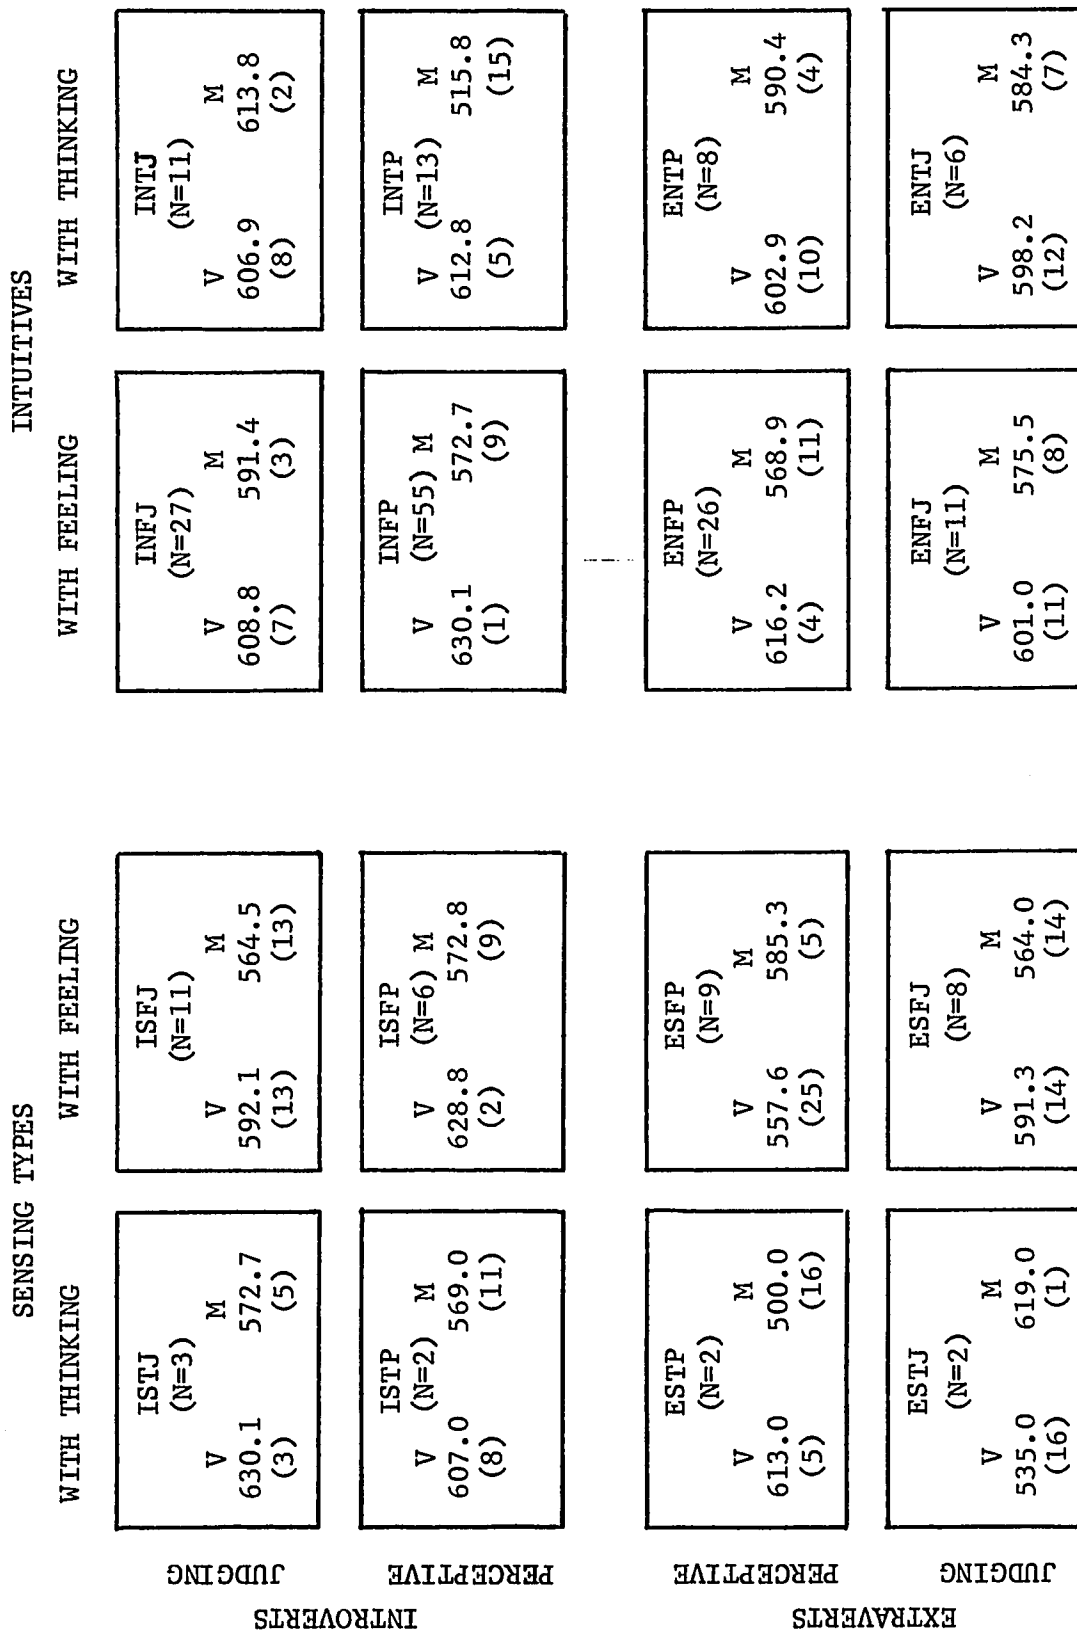 SENSING TYPES
INTUITIVES
WITH THINKING
WITH FEELING
WITH FEELING
WITH THINKING
INTROVERTS
JUDGING
ISTJ
(N=3)
V M
630.1 572.7
(3) (5)
ISFJ
(N=11)
V M
592.1 564.5
(13) (13)
INFJ
(N=27)
V M
608.8 591.4
(7) (3)
INTJ
(N=11)
V M
606.9 613.8
(8) (2)
PERCEPTIVE
ISTP
(N=2)
V M
607.0 569.0
(8) (11)
ISFP
(N=6)
V M
628.8 572.8
(2) (9)
INFP
(N=55)
V M
630.1 572.7
(1) (9)
INTP
(N=13)
V M
612.8 515.8
(5) (15)
EXTRAVERTS
PERCEPTIVE
ESTP
(N=2)
V M
613.0 500.0
(5) (16)
ESFP
(N=9)
V M
557.6 585.3
(25) (5)
ENFP
(N=26)
V M
616.2 568.9
(4) (11)
ENTP
(N=8)
V M
602.9 590.4
(10) (4)
JUDGING
ESTJ
(N=2)
V M
535.0 619.0
(16) (1)
ESFJ
(N=8)
V M
591.3 564.0
(14) (14)
ENFJ
(N=11)
V M
601.0 575.5
(11) (8)
ENTJ
(N=6)
V M
598.2 584.3
(12) (7)